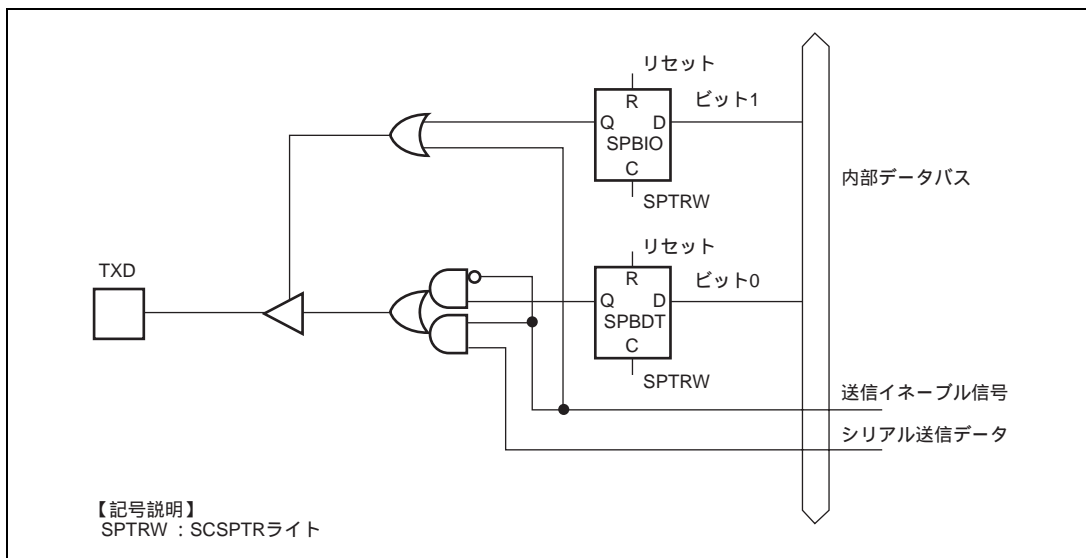 リセット
R
ビット1
Q
D
SPBIO
C
SPTRW
内部データバス
リセット
TXD
R
ビット0
Q
D
SPBDT
C
SPTRW
送信イネーブル信号
シリアル送信データ
【記号説明】
SPTRW : SCSPTRライト